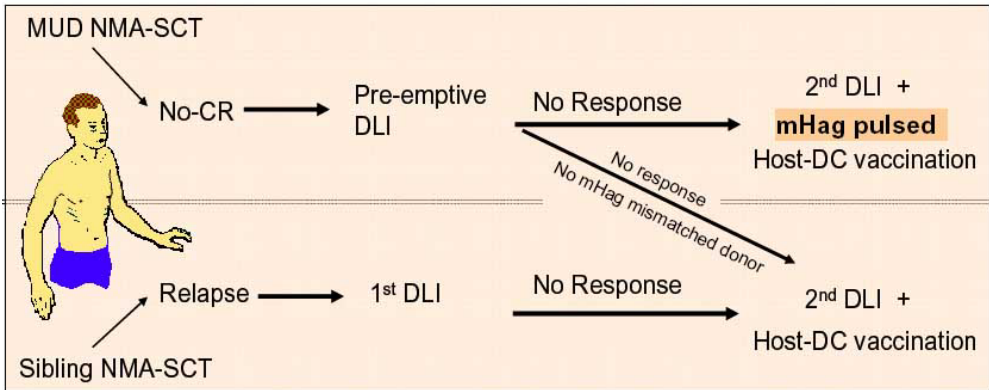 MUD NMA-SCT
No-CR
Pre-emptive
DLI
No Response
2nd DLI +
mHag pulsed
Host-DC vaccination
No response
No mHag mismatched donor
Relapse
1st DLI
No Response
2nd DLI +
Host-DC vaccination
Sibling NMA-SCT